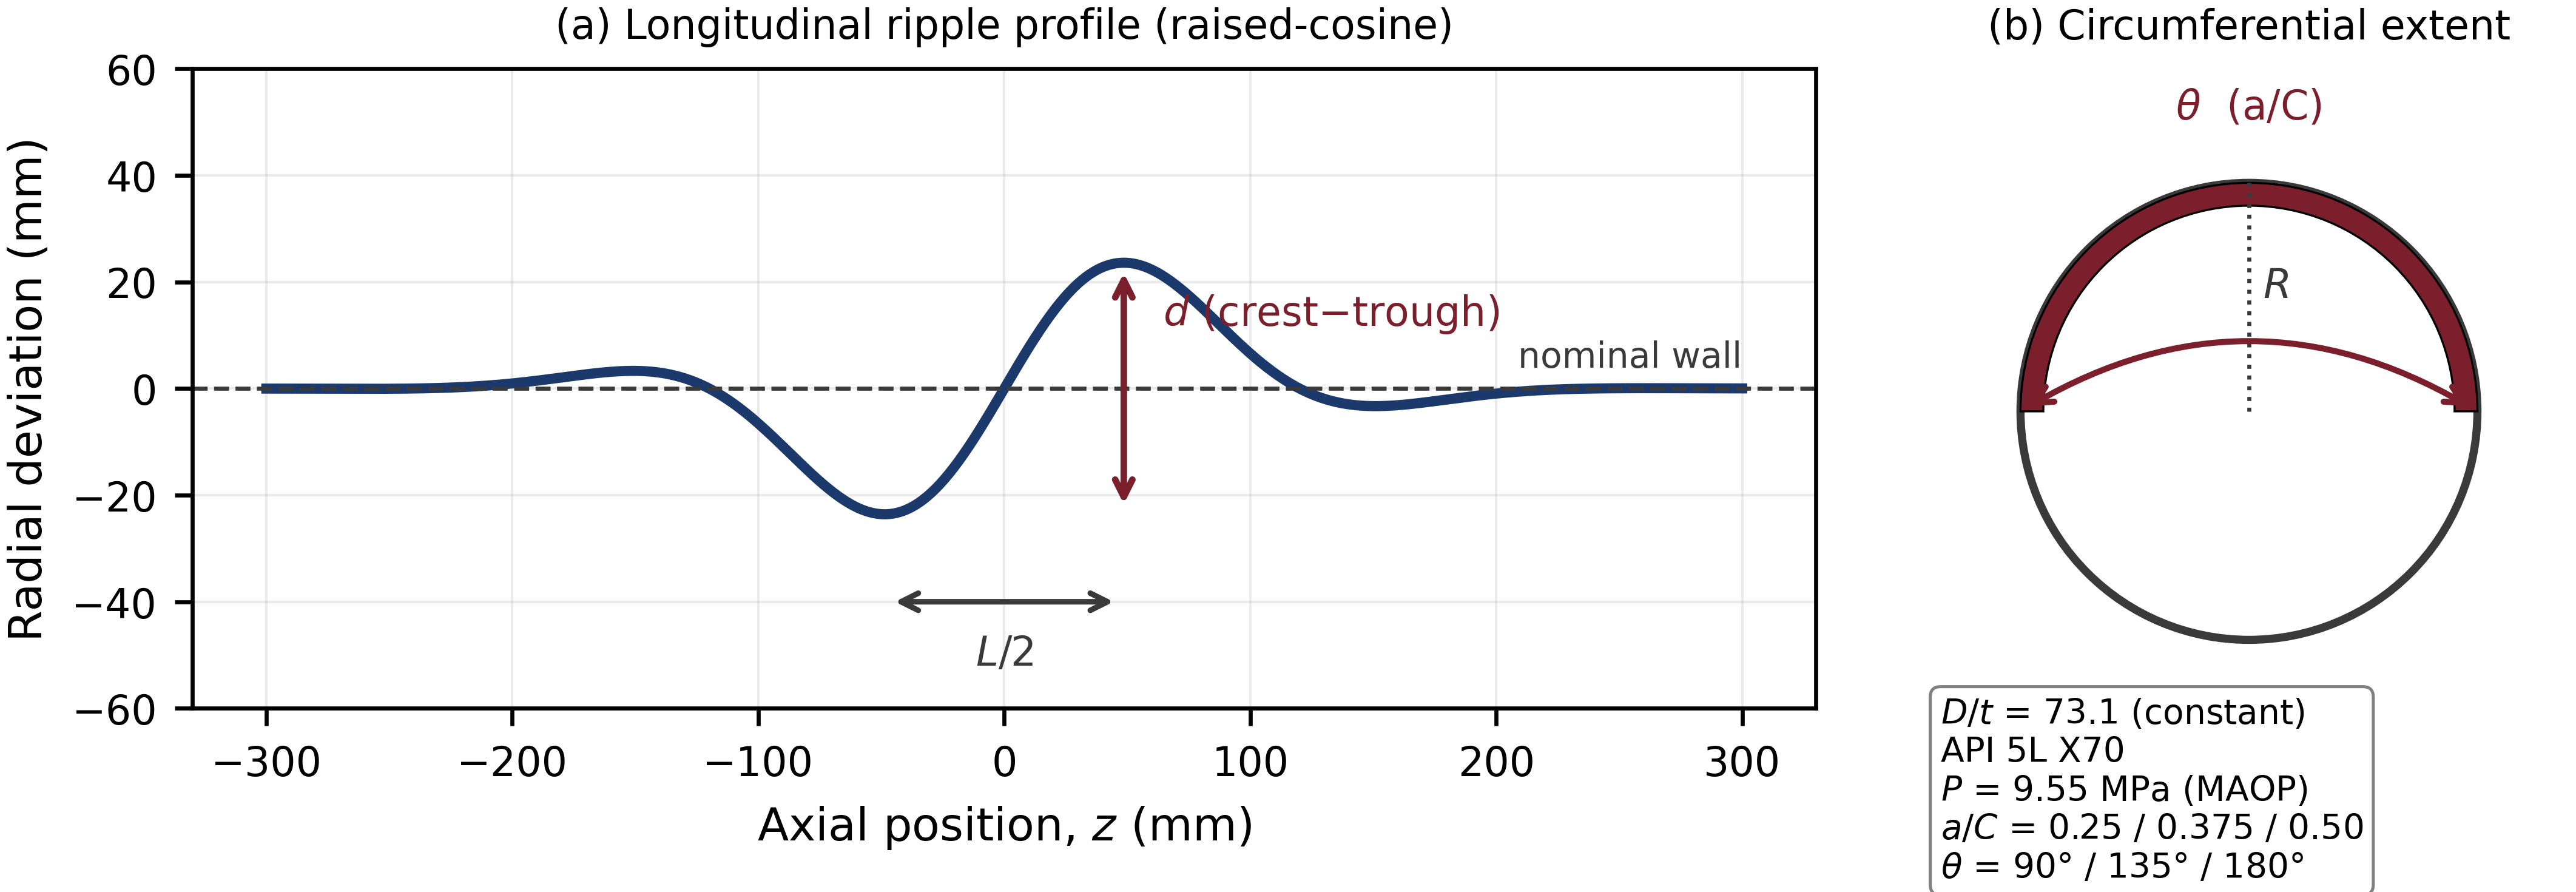 (a) Longitudinal ripple profile (raised-cosine)
60
40
20
0
−20
−40
−60
Radial deviation (mm)
d (crest−trough)
nominal wall
L/2
−300
−200
−100
0
100
200
300
Axial position, z (mm)
(b) Circumferential extent
θ (a/C)
R
D/t = 73.1 (constant)
API 5L X70
P = 9.55 MPa (MAOP)
a/C = 0.25 / 0.375 / 0.50
θ = 90° / 135° / 180°